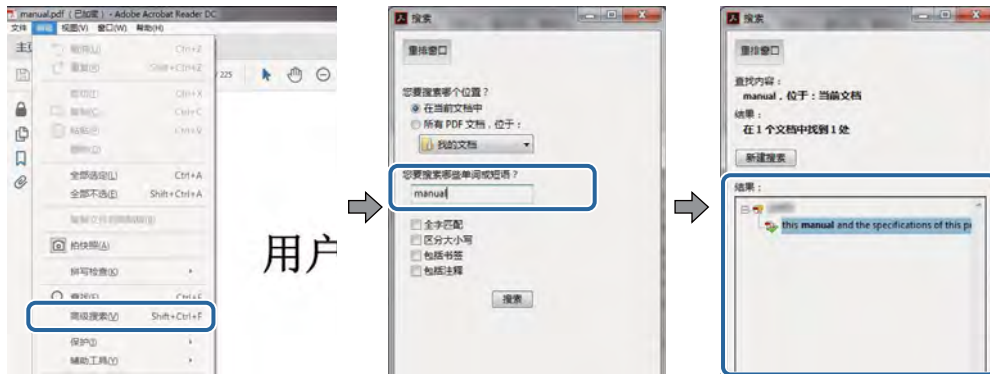 manual.pdf （已加密） - Adobe Acrobat Reader DC
文件 编辑 视图(V) 窗口(W) 帮助(H)
主页
Ctrl+Z
Shift+Ctrl+Z
/ 225
Ctrl+X
Ctrl+C
Ctrl+V
全部选定(L) Ctrl+A
全部不选(E) Shift+Ctrl+A
拍快照(A)
拼写检查(K)
查找(F) Ctrl+F
高级搜索(V) Shift+Ctrl+F
保护(I)
辅助工具(Y)
用户
搜索
重排窗口
您要搜索哪个位置？
在当前文档中
所有 PDF 文档，位于：
我的文档
您要搜索哪些单词或短语？
manual
全字匹配
区分大小写
包括书签
包括注释
搜索
搜索
重排窗口
查找内容：
manual，位于：当前文档
结果：
在 1 个文档中找到 1 处
新建搜索
结果：
this manual and the specifications of this